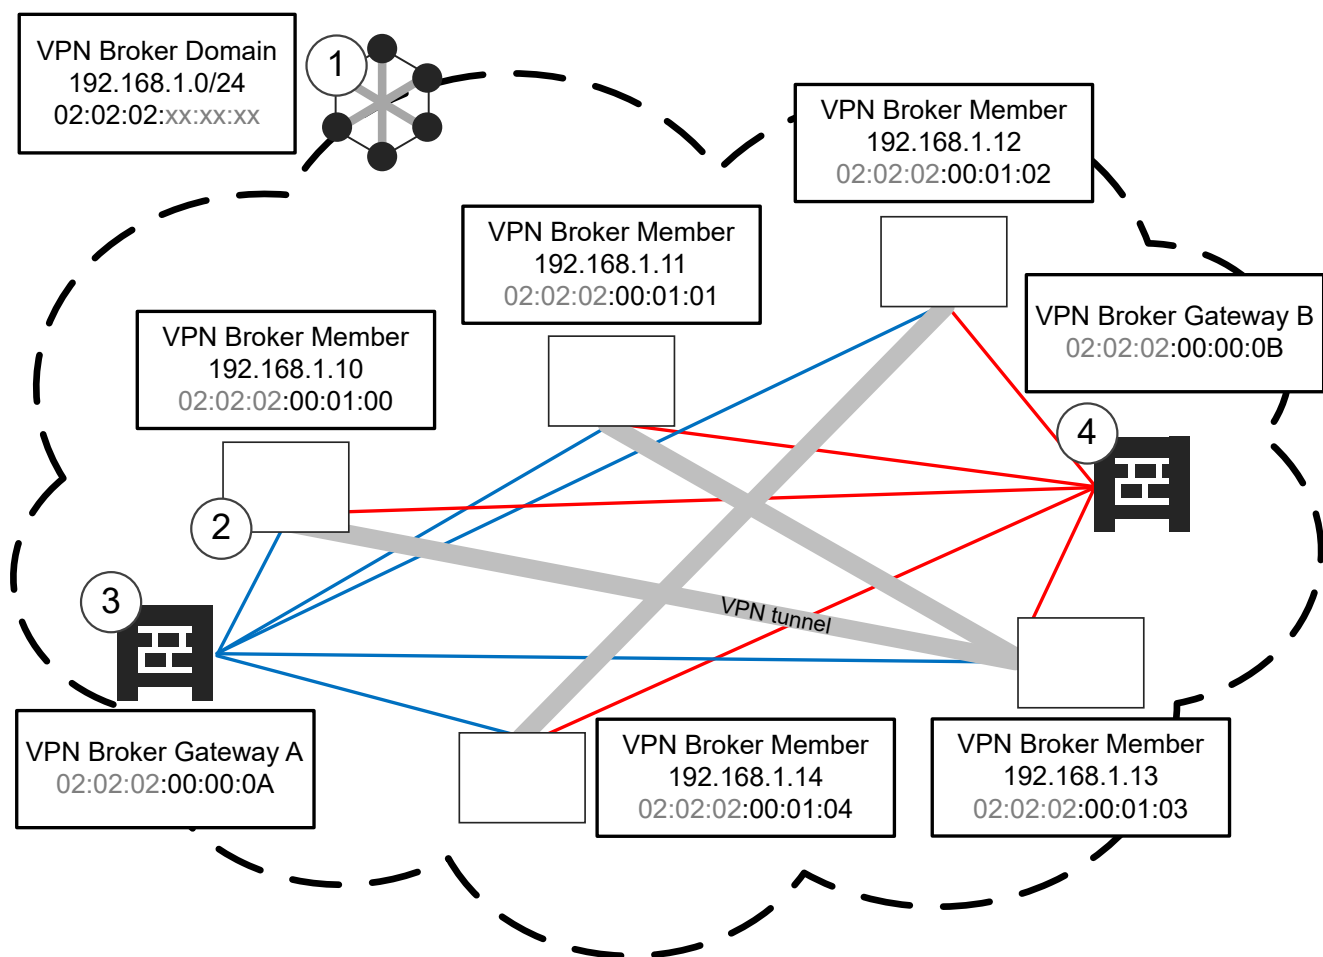 VPN Broker Domain
192.168.1.0/24
02:02:02:xx:xx:xx
1
VPN Broker Member
192.168.1.12
02:02:02:00:01:02
VPN Broker Member
192.168.1.11
02:02:02:00:01:01
VPN Broker Gateway B
02:02:02:00:00:0B
VPN Broker Member
192.168.1.10
02:02:02:00:01:00
4
2
3
VPN tunnel
VPN Broker Gateway A
02:02:02:00:00:0A
VPN Broker Member
192.168.1.14
02:02:02:00:01:04
VPN Broker Member
192.168.1.13
02:02:02:00:01:03